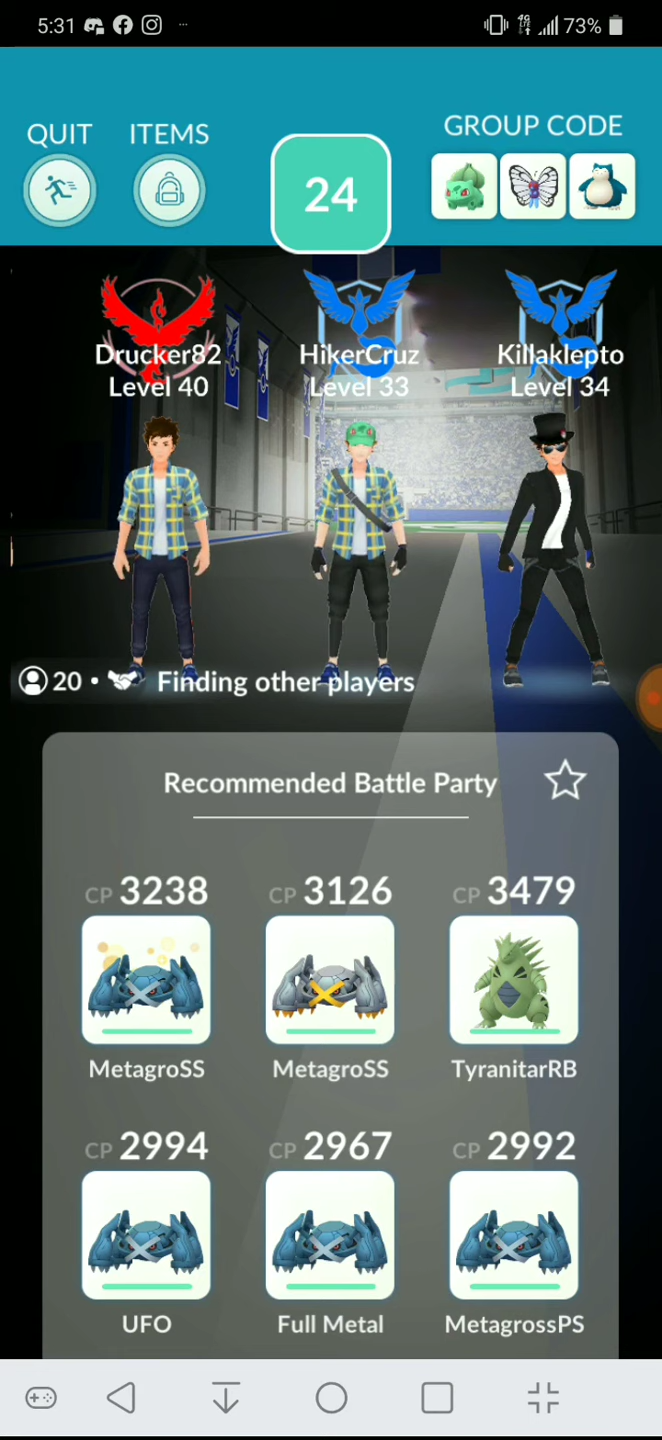 5:31 ... 4G LTE 73%
QUIT ITEMS GROUP CODE
24
Drucker82 HikerCruz Killaklepto
Level 40 Level 33 Level 34
20 • Finding other players
Recommended Battle Party
CP 3238 CP 3126 CP 3479
MetagroSS MetagroSS TyranitarRB
CP 2994 CP 2967 CP 2992
UFO Full Metal MetagrossPS